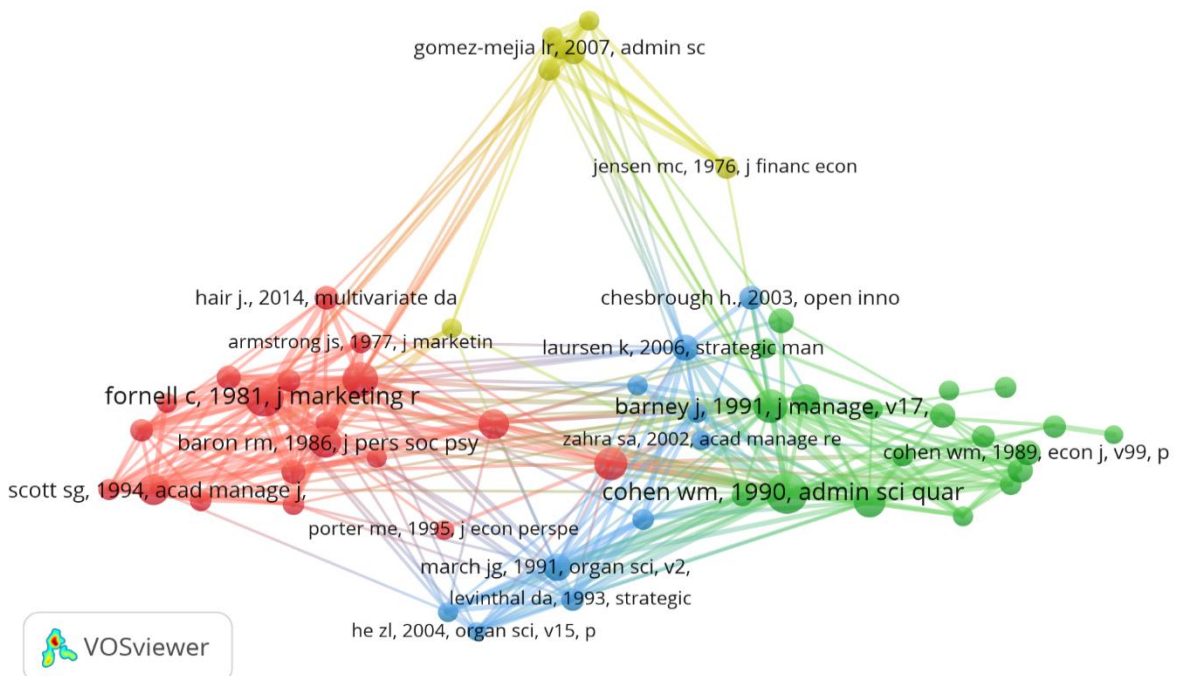 gomez-mejia lr, 2007, admin sc
jensen mc, 1976, j financ econ
hair j., 2014, multivariate da
chesbrough h., 2003, open inno
armstrong js, 1977, j marketin
laursen k, 2006, strategic man
fornell c, 1981, j marketing r
barney j, 1991, j manage, v17,
baron rm, 1986, j pers soc psy
zahra sa, 2002, acad manage re
cohen wm, 1989, econ j, v99, p
scott sg, 1994, acad manage j,
cohen wm, 1990, admin sci quar
porter me, 1995, j econ perspe
march jg, 1991, organ sci, v2,
levinthal da, 1993, strategic
he zl, 2004, organ sci, v15, p
VOSviewer